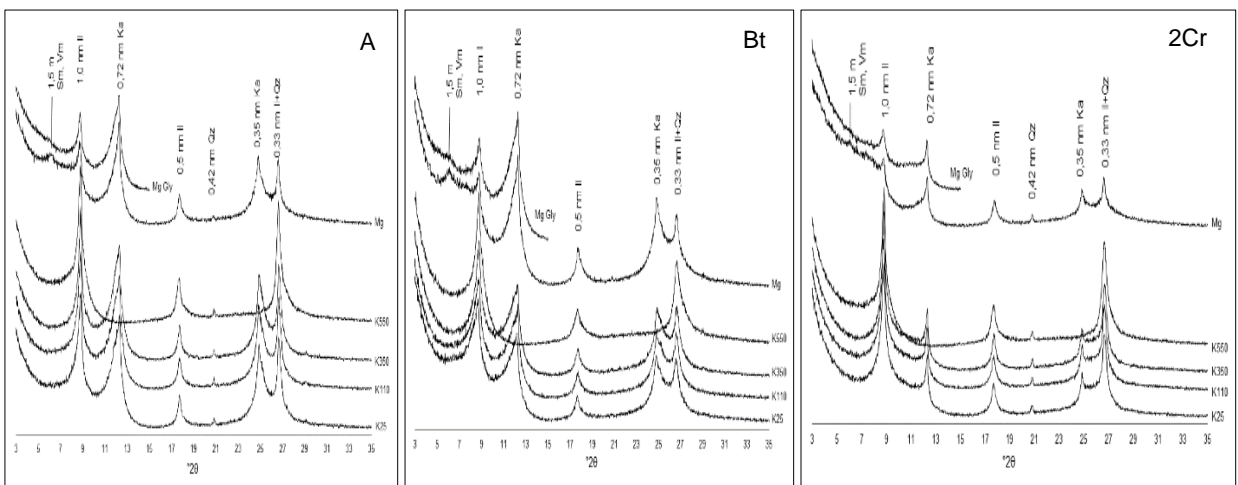 A
1,5 m
Sm, Vm
1.0 nm Il
0,72 nm Ka
0,5 nm Il
0,42 nm Qz
0,35 nm Ka
0,33 nm Il+Qz
Mg Gly
Mg
K550
K350
K110
K25
3 5 7 9 11 13 15 17 19 21 23 25 27 29 31 33 35
°2θ
Bt
1,5 m
Sm, Vm
1,0 nm I
0,72 nm Ka
0,5 nm Il
0,35 nm Ka
0.33 nm Il+Qz
Mg Gly
Mg
K550
K350
K110
K25
3 5 7 9 11 13 15 17 19 21 23 25 27 29 31 33 35
°2θ
2Cr
1,5 m
Sm, Vm
1.0 nm Il
0,72 nm Ka
0,5 nm Il
0,42 nm Qz
0,35 nm Ka
0,33 nm Il+Qz
Mg Gly
Mg
K550
K350
K110
K25
3 5 7 9 11 13 15 17 19 21 23 25 27 29 31 33 35
°2θ